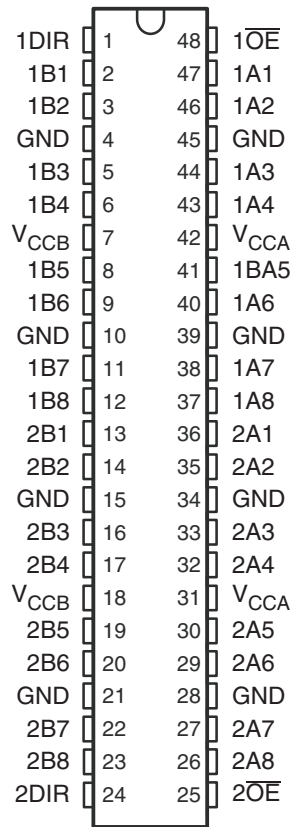 1DIR 1 48 1O̅E̅
1B1 2 47 1A1
1B2 3 46 1A2
GND 4 45 GND
1B3 5 44 1A3
1B4 6 43 1A4
VCCB 7 42 VCCA
1B5 8 41 1BA5
1B6 9 40 1A6
GND 10 39 GND
1B7 11 38 1A7
1B8 12 37 1A8
2B1 13 36 2A1
2B2 14 35 2A2
GND 15 34 GND
2B3 16 33 2A3
2B4 17 32 2A4
VCCB 18 31 VCCA
2B5 19 30 2A5
2B6 20 29 2A6
GND 21 28 GND
2B7 22 27 2A7
2B8 23 26 2A8
2DIR 24 25 2O̅E̅